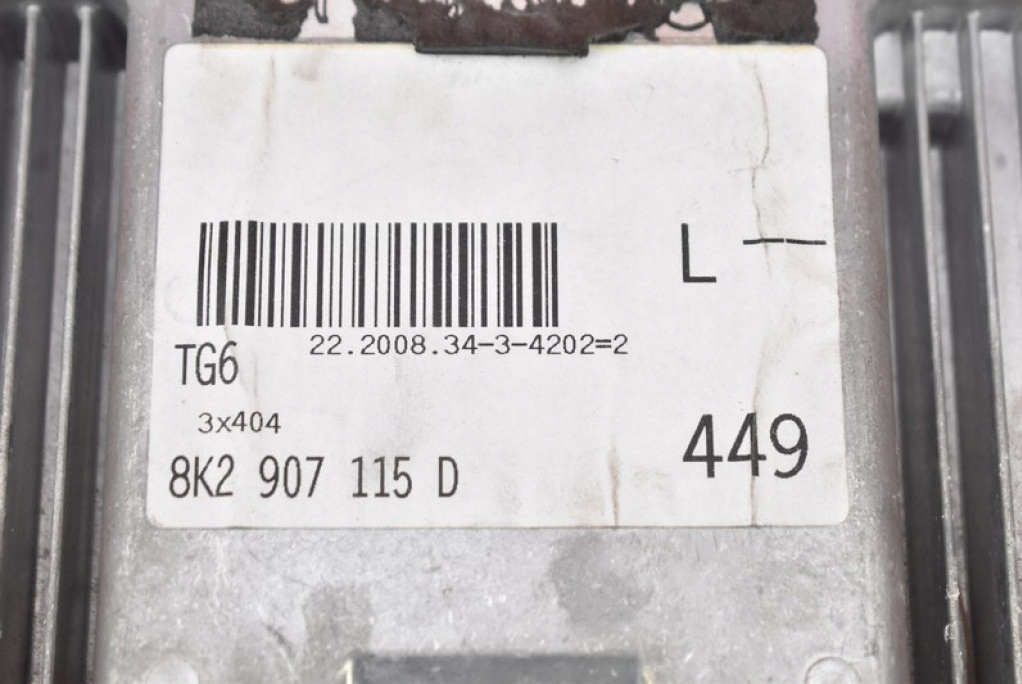 L —
22.2008.34-3-4202=2
TG6
3x404
449
8K2 907 115 D